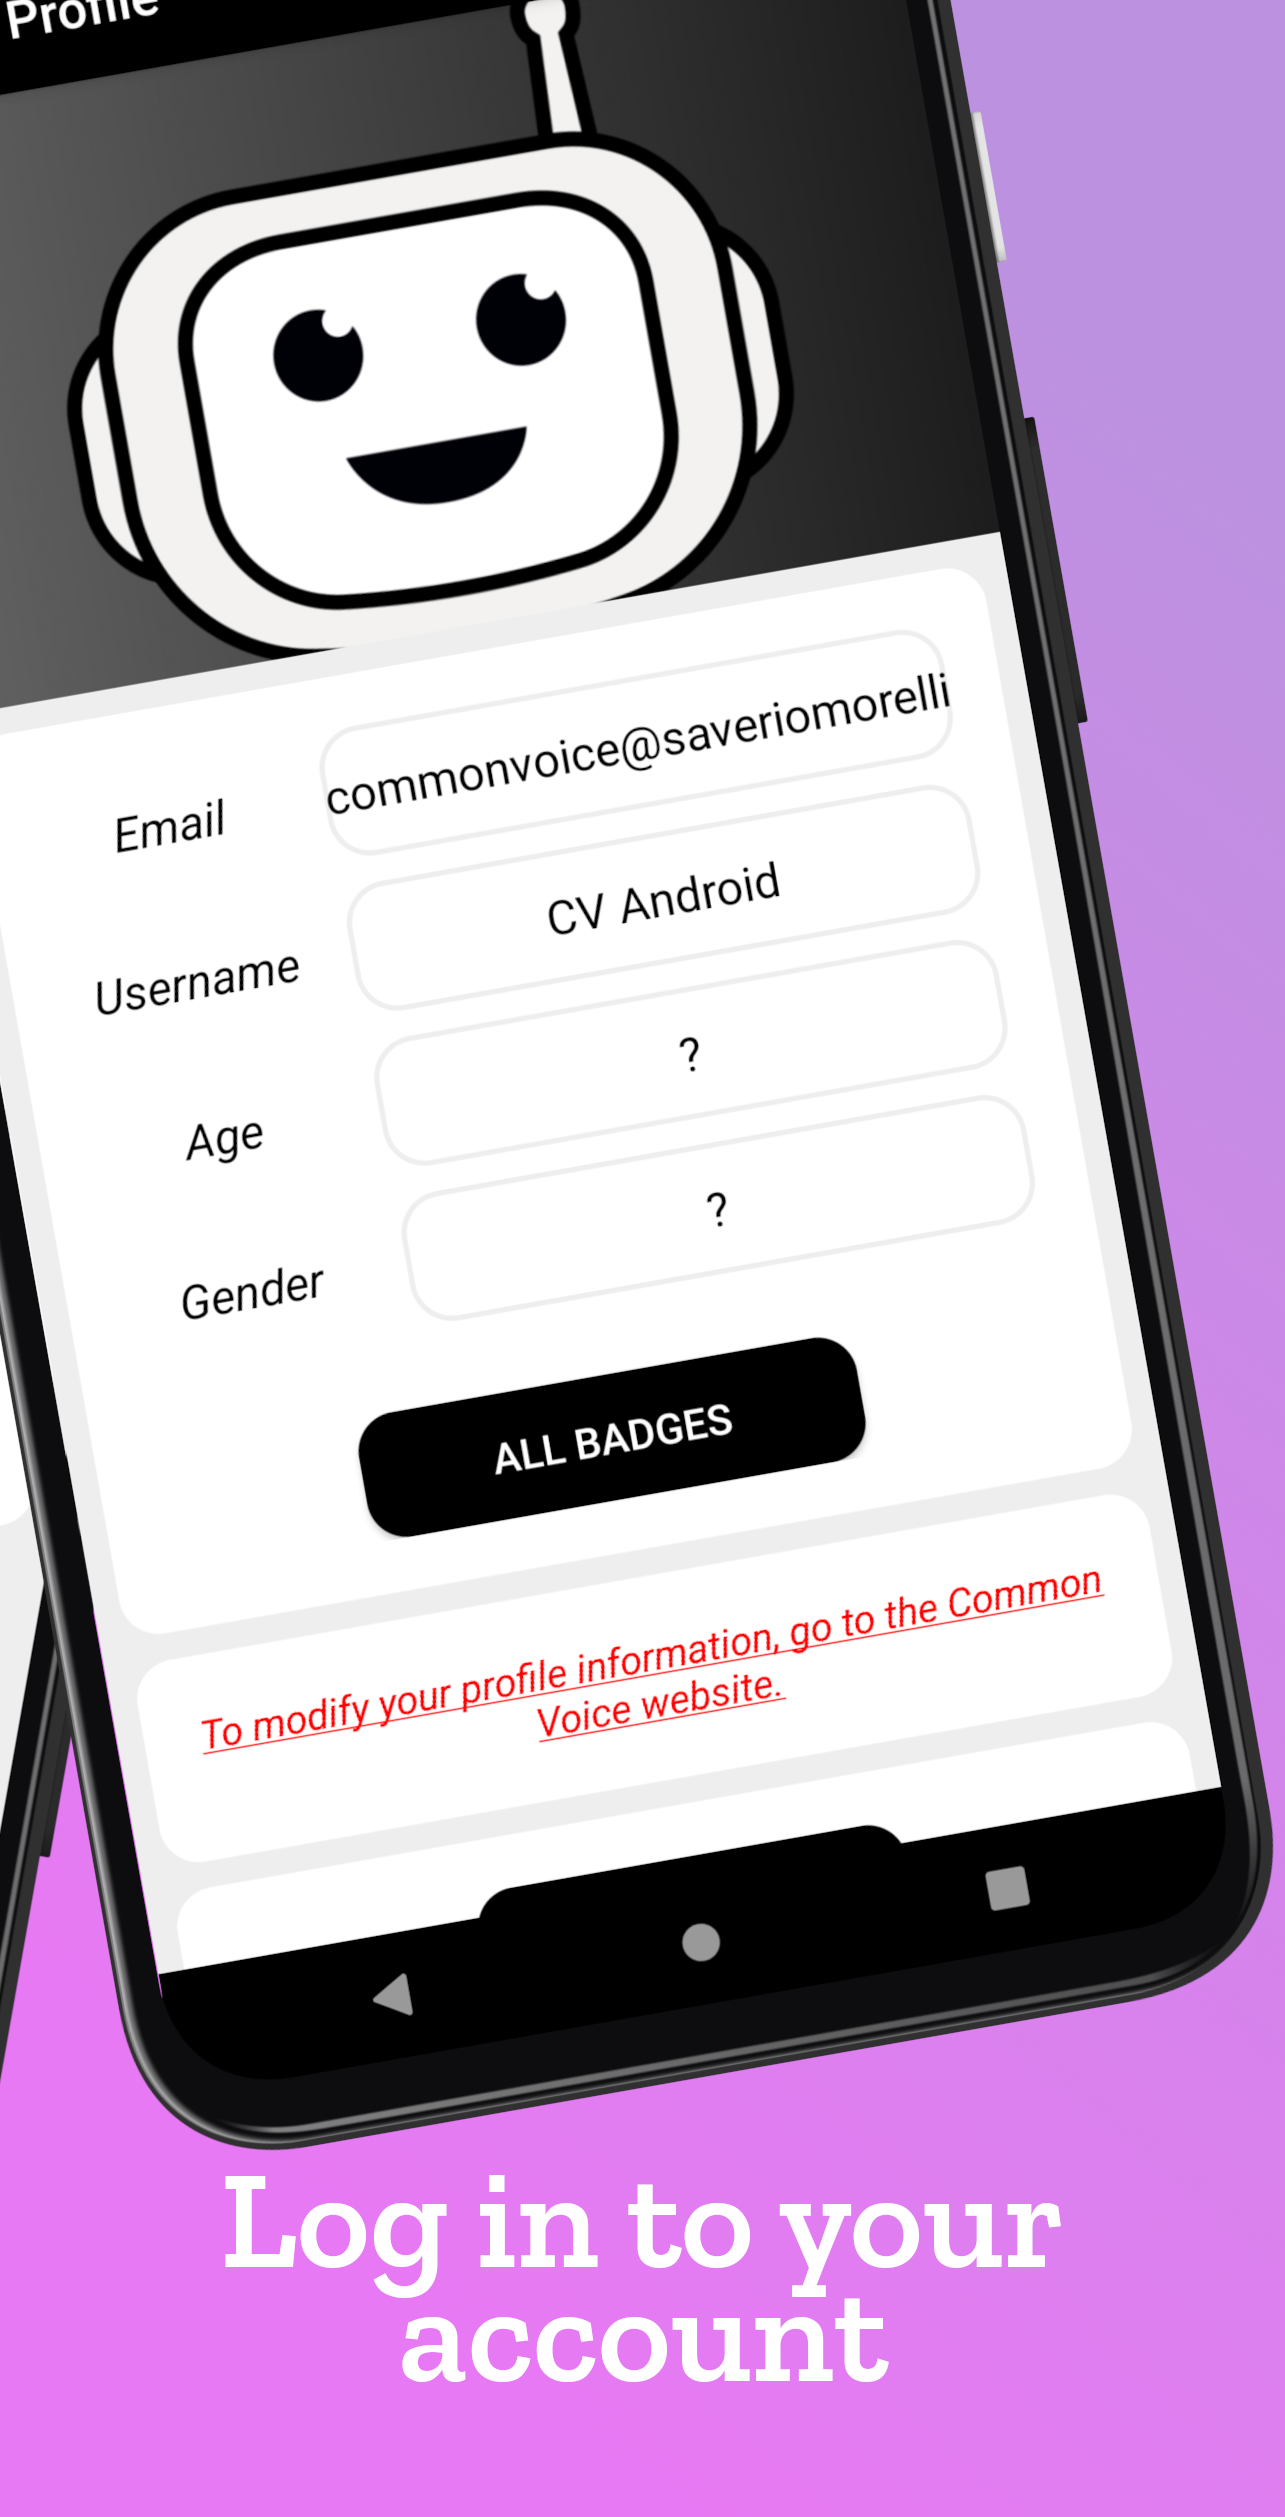 Profile
Email
commonvoice@saveriomorelli
Username
CV Android
Age
?
Gender
?
ALL BADGES
To modify your profile information, go to the Common
Voice website.
Log in to your
account